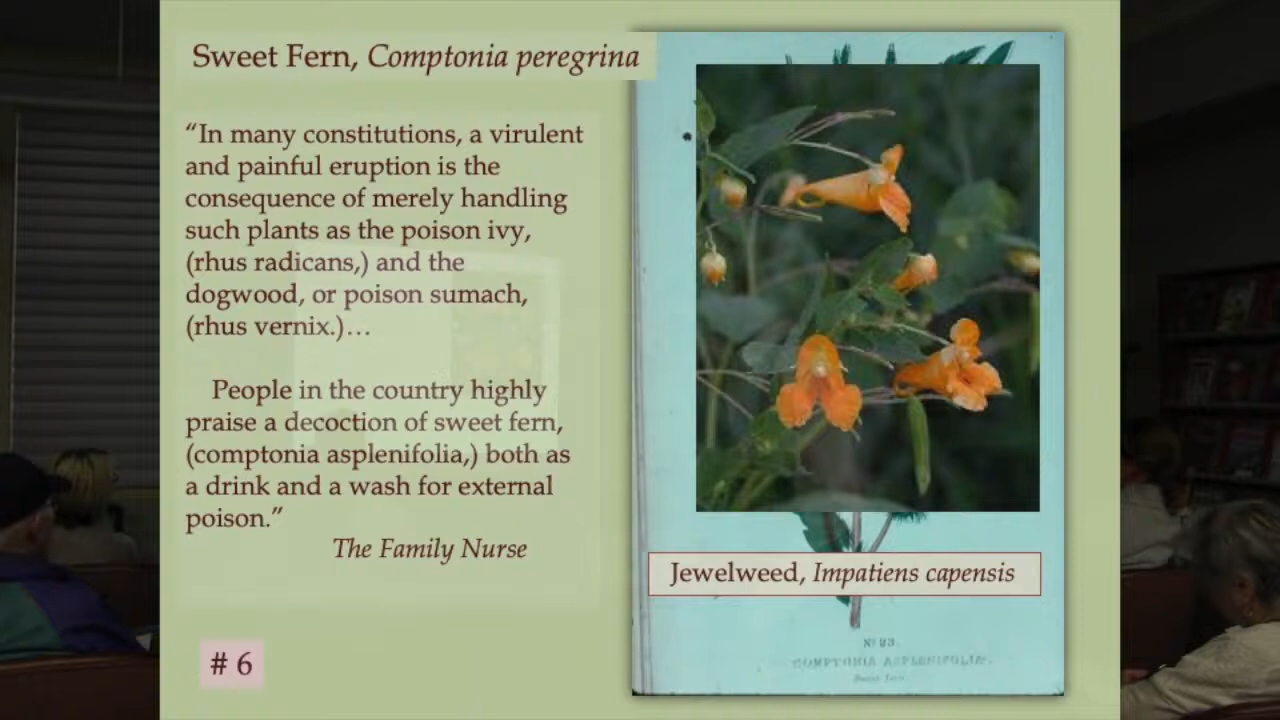 Sweet Fern, Comptonia peregrina
“In many constitutions, a virulent
and painful eruption is the
consequence of merely handling
such plants as the poison ivy,
(rhus radicans,) and the
dogwood, or poison sumach,
(rhus vernix.)…
People in the country highly
praise a decoction of sweet fern,
(comptonia asplenifolia,) both as
a drink and a wash for external
poison.”
The Family Nurse
# 6
Jewelweed, Impatiens capensis
Nº 23.
COMPTONIA ASPLENIFOLIA.
Sweet fern